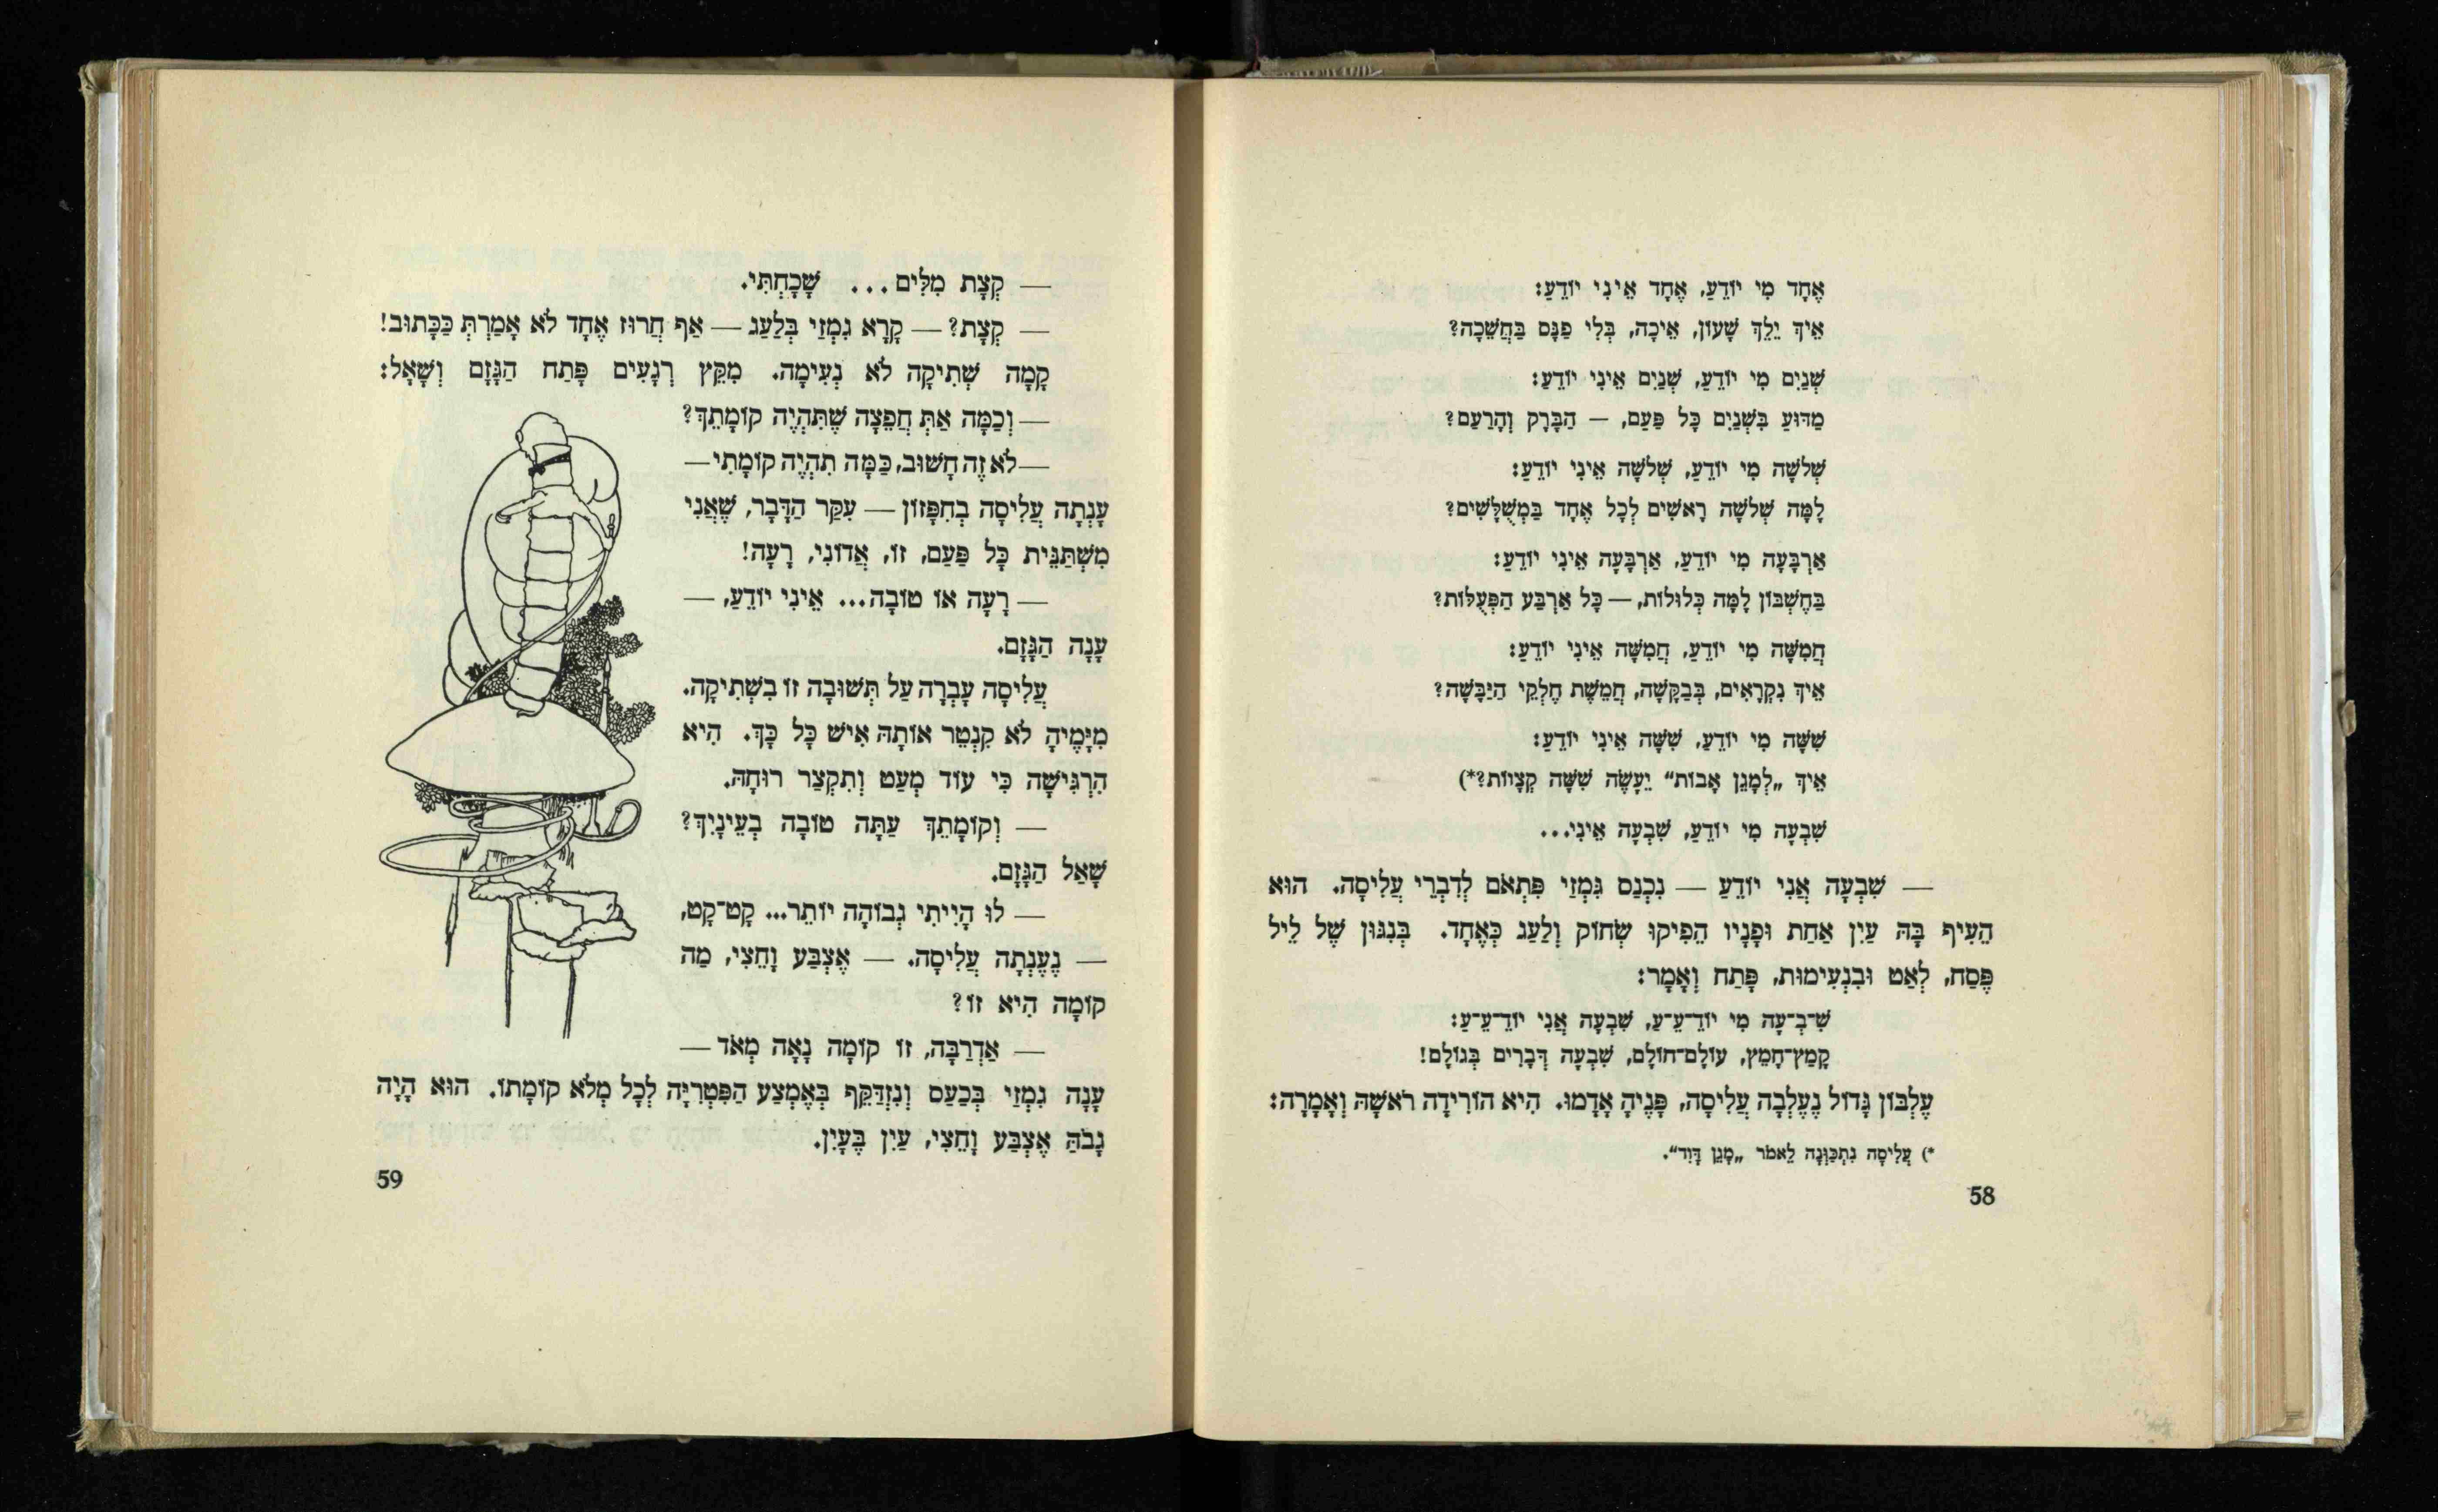 אֶחָד מִי יוֹדֵעַ, אֶחָד אֵינִי יוֹדֵעַ:
אֵיךְ יֵלֵךְ שָׁעוֹן, אֵיכָה, בְּלִי פַנָּס בַּחֲשֵׁכָה?
שְׁנַיִם מִי יוֹדֵעַ, שְׁנַיִם אֵינִי יוֹדֵעַ:
מַדּוּעַ בִּשְׁנַיִם כָּל פַּעַם, — הַבָּרָק וְהָרַעַם?
שְׁלֹשָׁה מִי יוֹדֵעַ, שְׁלֹשָׁה אֵינִי יוֹדֵעַ:
לָמָּה שְׁלֹשָׁה רָאשִׁים לְכָל אֶחָד בַּמְשֻׁלָּשִׁים?
אַרְבָּעָה מִי יוֹדֵעַ, אַרְבָּעָה אֵינִי יוֹדֵעַ:
בַּחֶשְׁבּוֹן לָמָּה כְּלוּלוֹת, — כָּל אַרְבַּע הַפְּעֻלּוֹת?
חֲמִשָּׁה מִי יוֹדֵעַ, חֲמִשָּׁה אֵינִי יוֹדֵעַ:
אֵיךְ נִקְרָאִים, בְּבַקָּשָׁה, חֲמֵשֶׁת חֶלְקֵי הַיַּבָּשָׁה?
שִׁשָּׁה מִי יוֹדֵעַ, שִׁשָּׁה אֵינִי יוֹדֵעַ:
אֵיךְ „לְמָגֵן אָבוֹת“ יֵעָשֶׂה שִׁשָּׁה קְצָווֹת?*)
שִׁבְעָה מִי יוֹדֵעַ, שִׁבְעָה אֵינִי...
— שִׁבְעָה אֲנִי יוֹדֵעַ — נִכְנַס גִּמְזַי פִּתְאֹם לְדִבְרֵי עֲלִיסָה. הוּא
הֵעִיף בָּהּ עַיִן אַחַת וּפָנָיו הֵפִיקוּ שְׂחוֹק וְלַעַג כְּאֶחָד. בְּנִגּוּן שֶׁל לֵיל
פֶּסַח, לְאַט וּבִנְעִימוּת, פָּתַח וְאָמָר:
שִׁ־בְ־עָה מִי יוֹדֵ־עֵ־עַ, שִׁבְעָה אֲנִי יוֹדֵ־עֵ־עַ:
קָמַץ־חָמֵץ, עוֹלָם־חוֹלָם, שִׁבְעָה דְּבָרִים בְּגוֹלָם!
עֶלְבּוֹן גָּדוֹל נֶעֶלְבָה עֲלִיסָה, פָּנֶיהָ אָדָמוּ. הִיא הוֹרִידָה רֹאשָׁהּ וְאָמָרָה:
*) עֲלִיסָה נִתְכַּוְּנָה לֵאמֹר „מָגֵן דָּוִד“.
58
— קְצָת מִלִּים... שָׁכָחְתִּי.
— קְצָת? — קָרָא גִמְזַי בְּלַעַג — אַף חֲרוּז אֶחָד לֹא אָמַרְתְּ כַּכָּתוּב!
קָמָה שְׁתִיקָה לֹא נְעִימָה. מִקֵּץ רְגָעִים פָּתַח הַגָּזָם וְשָׁאָל:
— וְכַמָּה אַתְּ חֲפֵצָה שֶׁתִּהְיֶה קוֹמָתֵךְ?
— לֹא זֶה חָשׁוּב, כַּמָּה תִהְיֶה קוֹמָתִי —
עָנְתָה עֲלִיסָה בְחִפָּזוֹן — עִקַּר הַדָּבָר, שֶׁאֲנִי
מִשְׁתַּנֵּית כָּל פַּעַם, זוֹ, אֲדוֹנִי, רָעָה!
— רָעָה אוֹ טוֹבָה... אֵינִי יוֹדֵעַ, —
עָנָה הַגָּזָם.
עֲלִיסָה עָבְרָה עַל תְּשׁוּבָה זוֹ בִּשְׁתִיקָה.
מִיָּמֶיהָ לֹא קִנְטֵר אוֹתָהּ אִישׁ כָּל כָּךְ. הִיא
הִרְגִּישָׁה כִּי עוֹד מְעַט וְתִקְצַר רוּחָהּ.
— וְקוֹמָתֵךְ עַתָּה טוֹבָה בְעֵינָיִךְ?
שָׁאַל הַגָּזָם.
— לוּ הָיִיתִי גְבוֹהָה יוֹתֵר... קָט־קָט,
— נֶעֶנְתָה עֲלִיסָה. — אֶצְבַּע וָחֵצִי, מַה
קוֹמָה הִיא זוֹ?
— אַדְרַבָּה, זוֹ קוֹמָה נָאָה מְאֹד —
עָנָה גִמְזַי בְּכַעַס וְנִזְדַּקֵּף בְּאֶמְצַע הַפִּטְרִיָּה לְכָל מְלֹא קוֹמָתוֹ. הוּא הָיָה
גָבֹהַּ אֶצְבַּע וָחֵצִי, עַיִן בְּעָיִן.
59